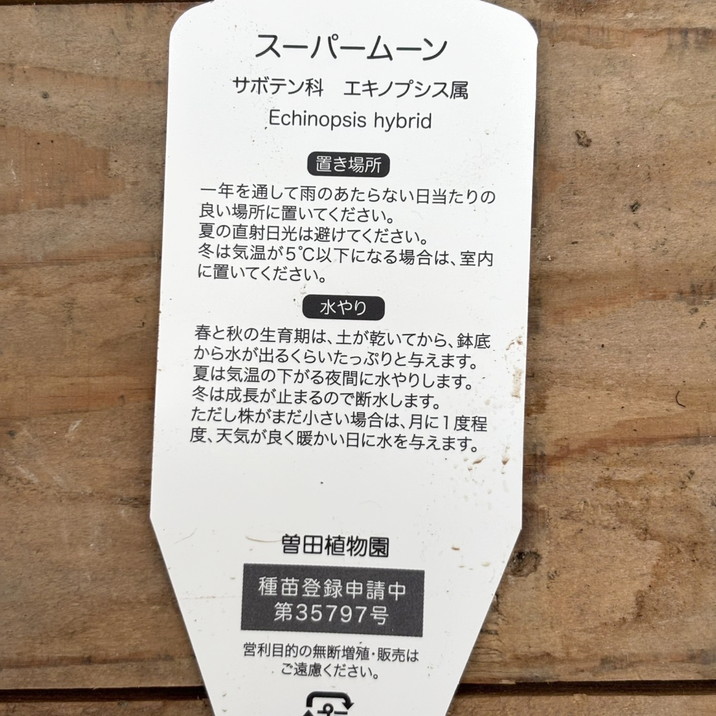 スーパームーン
サボテン科　エキノプシス属
Echinopsis hybrid
置き場所
一年を通して雨のあたらない日当たりの
良い場所に置いてください。
夏の直射日光は避けてください。
冬は気温が5℃以下になる場合は、室内
に置いてください。
水やり
春と秋の生育期は、土が乾いてから、鉢底
から水が出るくらいたっぷりと与えます。
夏は気温の下がる夜間に水やりします。
冬は成長が止まるので断水します。
ただし株がまだ小さい場合は、月に1度程
度、天気が良く暖かい日に水を与えます。
曽田植物園
種苗登録申請中
第35797号
営利目的の無断増殖・販売は
ご遠慮ください。